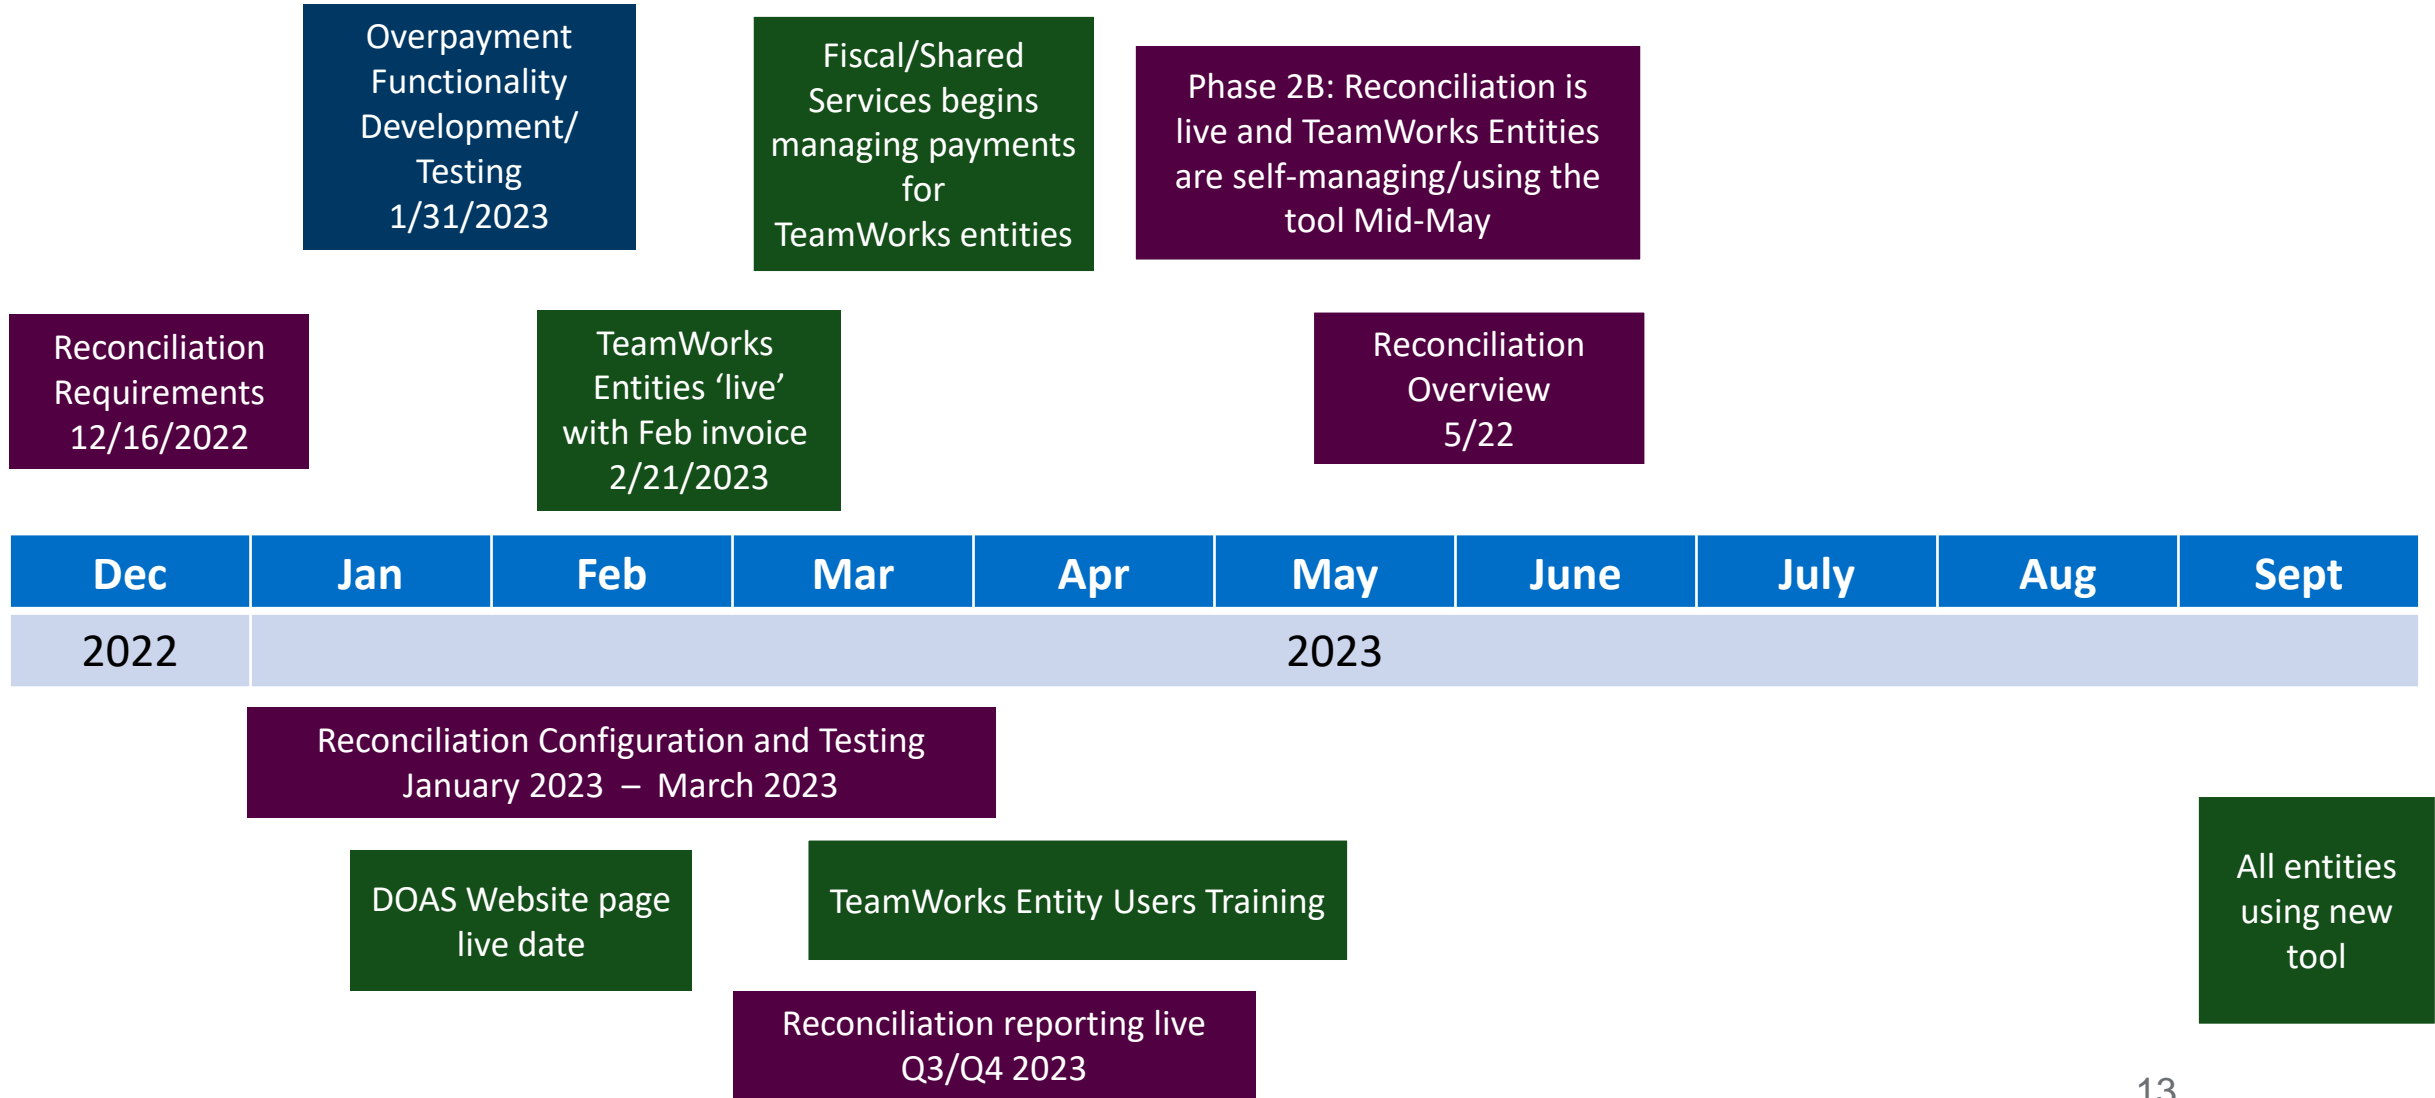 Overpayment
Functionality
Development/
Testing
1/31/2023
Fiscal/Shared
Services begins
managing payments
for
TeamWorks entities
Phase 2B: Reconciliation is
live and TeamWorks Entities
are self-managing/using the
tool Mid-May
Reconciliation
Requirements
12/16/2022
TeamWorks
Entities ‘live’
with Feb invoice
2/21/2023
Reconciliation
Overview
5/22
Dec Jan Feb Mar Apr May June July Aug Sept
2022 2023
Reconciliation Configuration and Testing
January 2023 – March 2023
DOAS Website page
live date
TeamWorks Entity Users Training
All entities
using new
tool
Reconciliation reporting live
Q3/Q4 2023
13